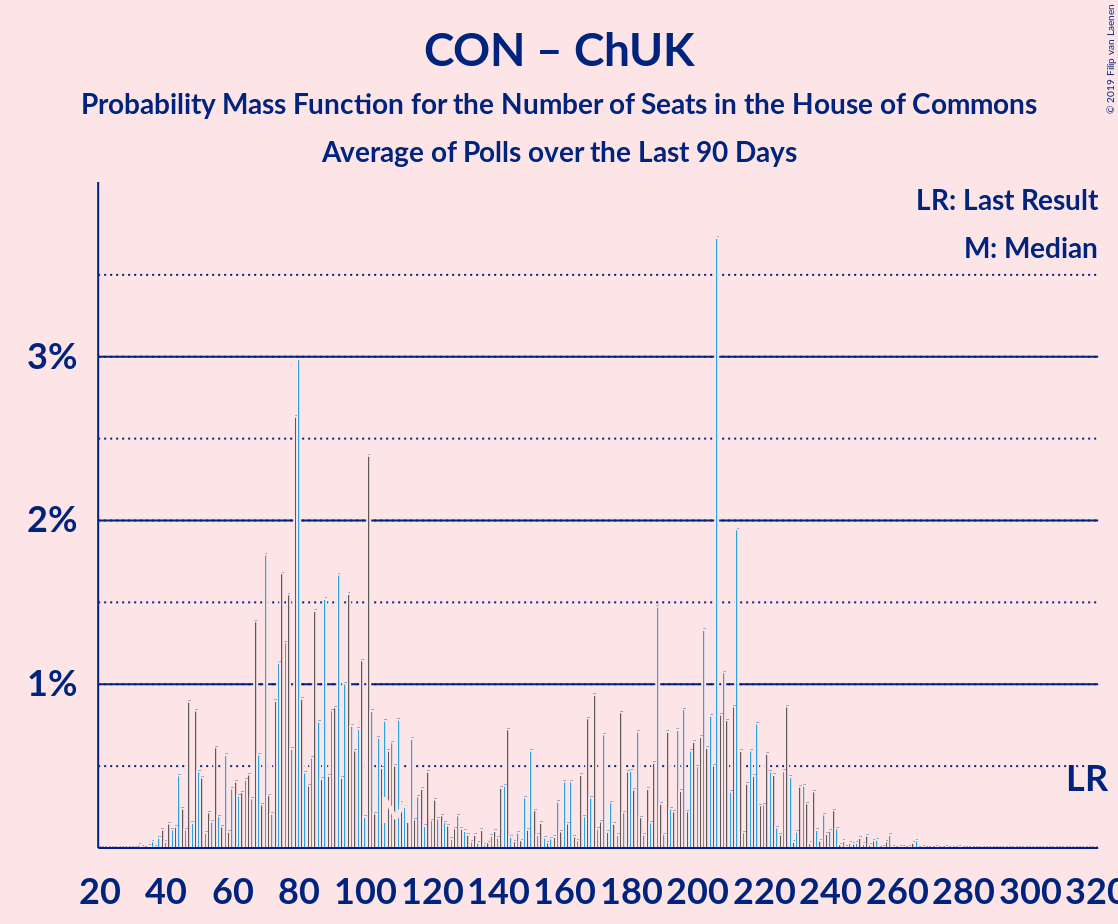 CON – ChUK
Probability Mass Function for the Number of Seats in the House of Commons
Average of Polls over the Last 90 Days
© 2019 Filip van Laenen
LR: Last Result
M: Median
3%
2%
1%
LR
20 40 60 80 100 120 140 160 180 200 220 240 260 280 300 320